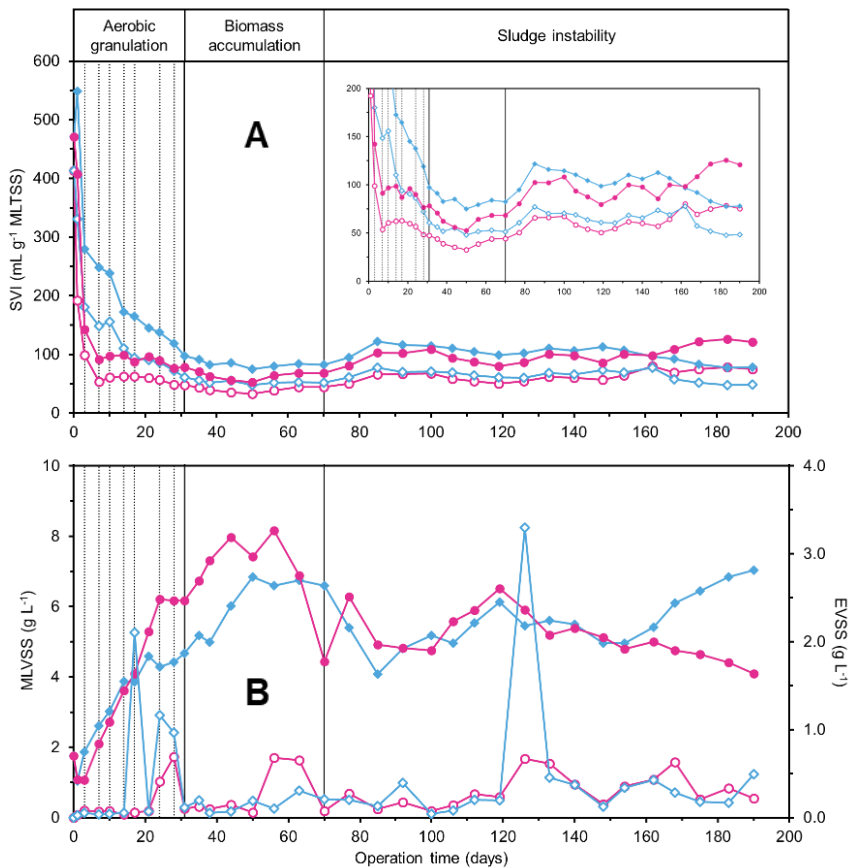 Aerobic
granulation
Biomass
accumulation
Sludge instability
600
500
400
300
200
100
0
SVI (mL g-1 MLTSS)
A
200
150
100
50
0
0 20 40 60 80 100 120 140 160 180 200
0 20 40 60 80 100 120 140 160 180 200
10
8
6
4
2
0
MLVSS (g L-1)
B
4.0
3.0
2.0
1.0
0.0
EVSS (g L-1)
0 20 40 60 80 100 120 140 160 180 200
Operation time (days)